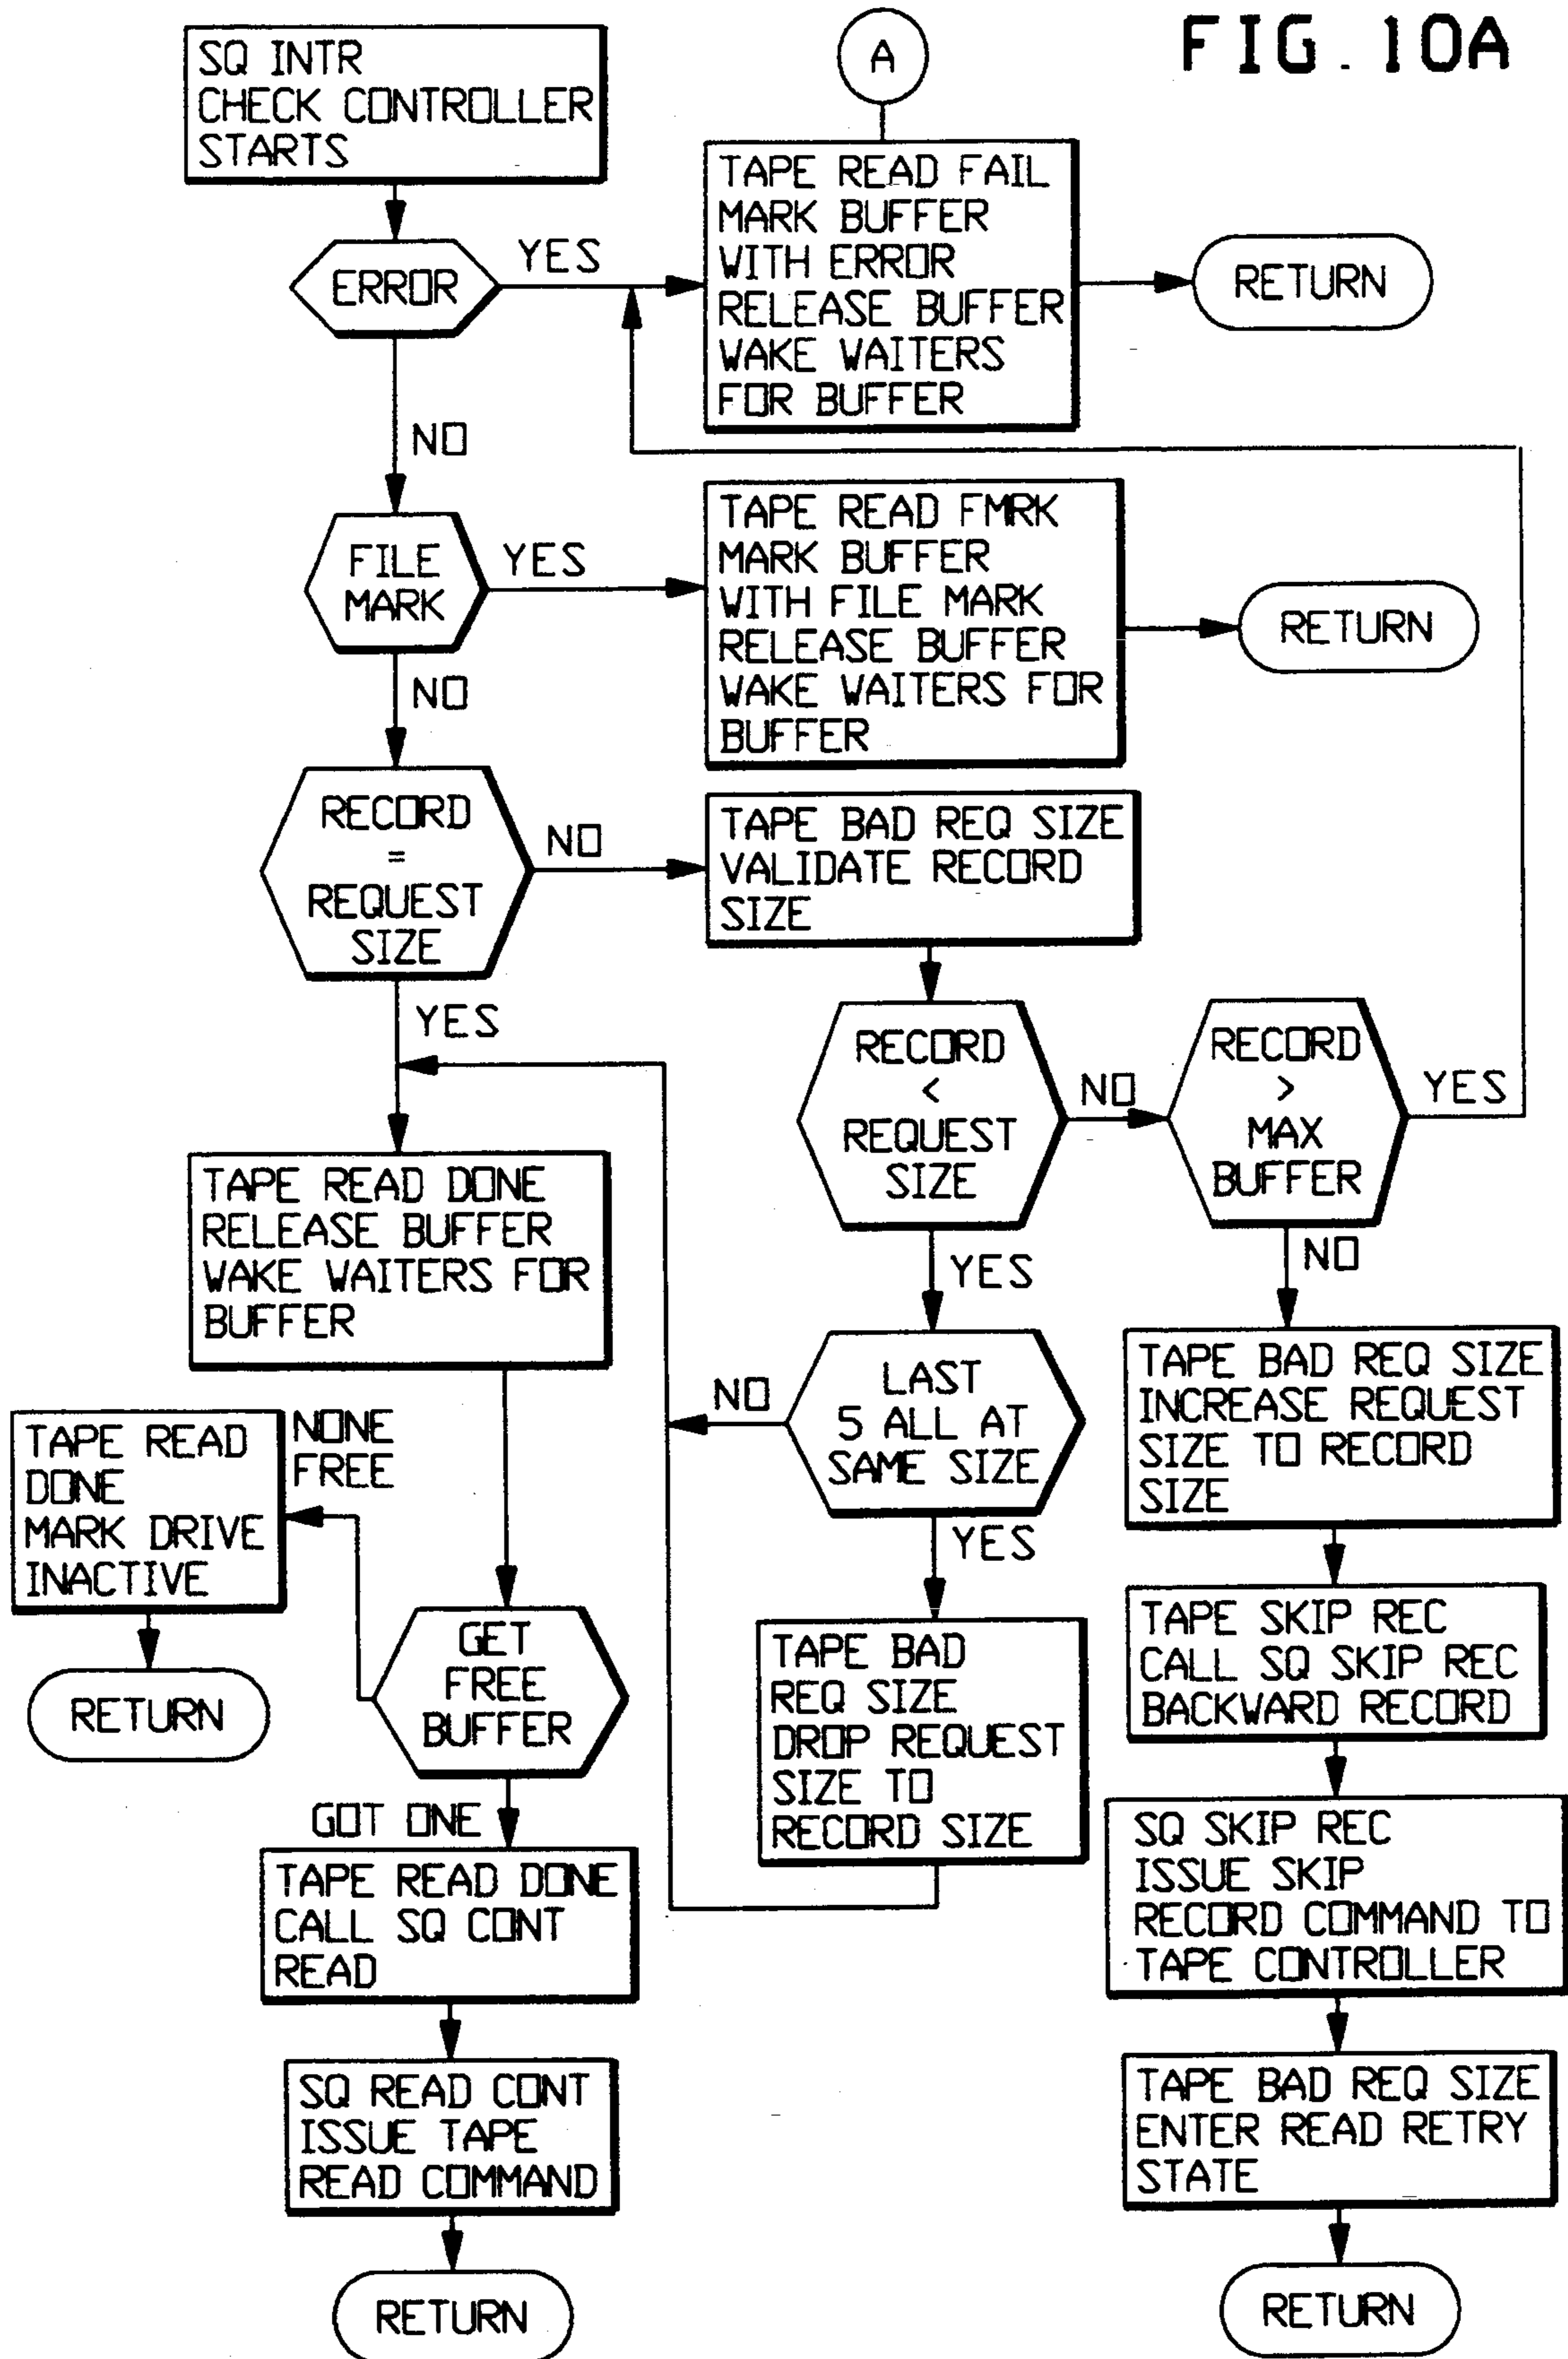 FIG. 10A
SQ INTR
CHECK CONTROLLER
STARTS
A
TAPE READ FAIL
MARK BUFFER
WITH ERROR
RELEASE BUFFER
WAKE WAITERS
FOR BUFFER
ERROR
YES
RETURN
NO
FILE
MARK
YES
TAPE READ FMRK
MARK BUFFER
WITH FILE MARK
RELEASE BUFFER
WAKE WAITERS FOR
BUFFER
RETURN
NO
RECORD
=
REQUEST
SIZE
NO
TAPE BAD REQ SIZE
VALIDATE RECORD
SIZE
YES
RECORD
<
REQUEST
SIZE
NO
RECORD
>
MAX
BUFFER
YES
TAPE READ DONE
RELEASE BUFFER
WAKE WAITERS FOR
BUFFER
YES
NO
LAST
5 ALL AT
SAME SIZE
NO
YES
TAPE BAD REQ SIZE
INCREASE REQUEST
SIZE TO RECORD
SIZE
TAPE READ
DONE
MARK DRIVE
INACTIVE
NONE
FREE
RETURN
GET
FREE
BUFFER
TAPE BAD
REQ SIZE
DROP REQUEST
SIZE TO
RECORD SIZE
TAPE SKIP REC
CALL SQ SKIP REC
BACKWARD RECORD
GOT ONE
TAPE READ DONE
CALL SQ CONT
READ
SQ SKIP REC
ISSUE SKIP
RECORD COMMAND TO
TAPE CONTROLLER
SQ READ CONT
ISSUE TAPE
READ COMMAND
TAPE BAD REQ SIZE
ENTER READ RETRY
STATE
RETURN
RETURN